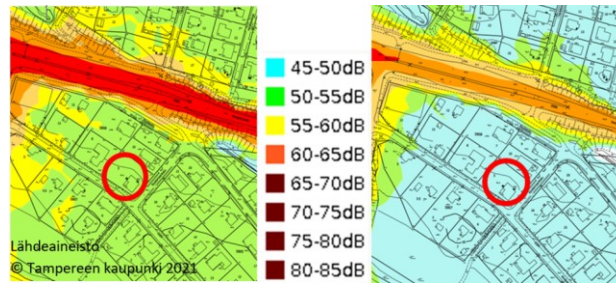 45-50dB
50-55dB
55-60dB
60-65dB
65-70dB
70-75dB
75-80dB
80-85dB
Lähdeaineisto
© Tampereen kaupunki 2021